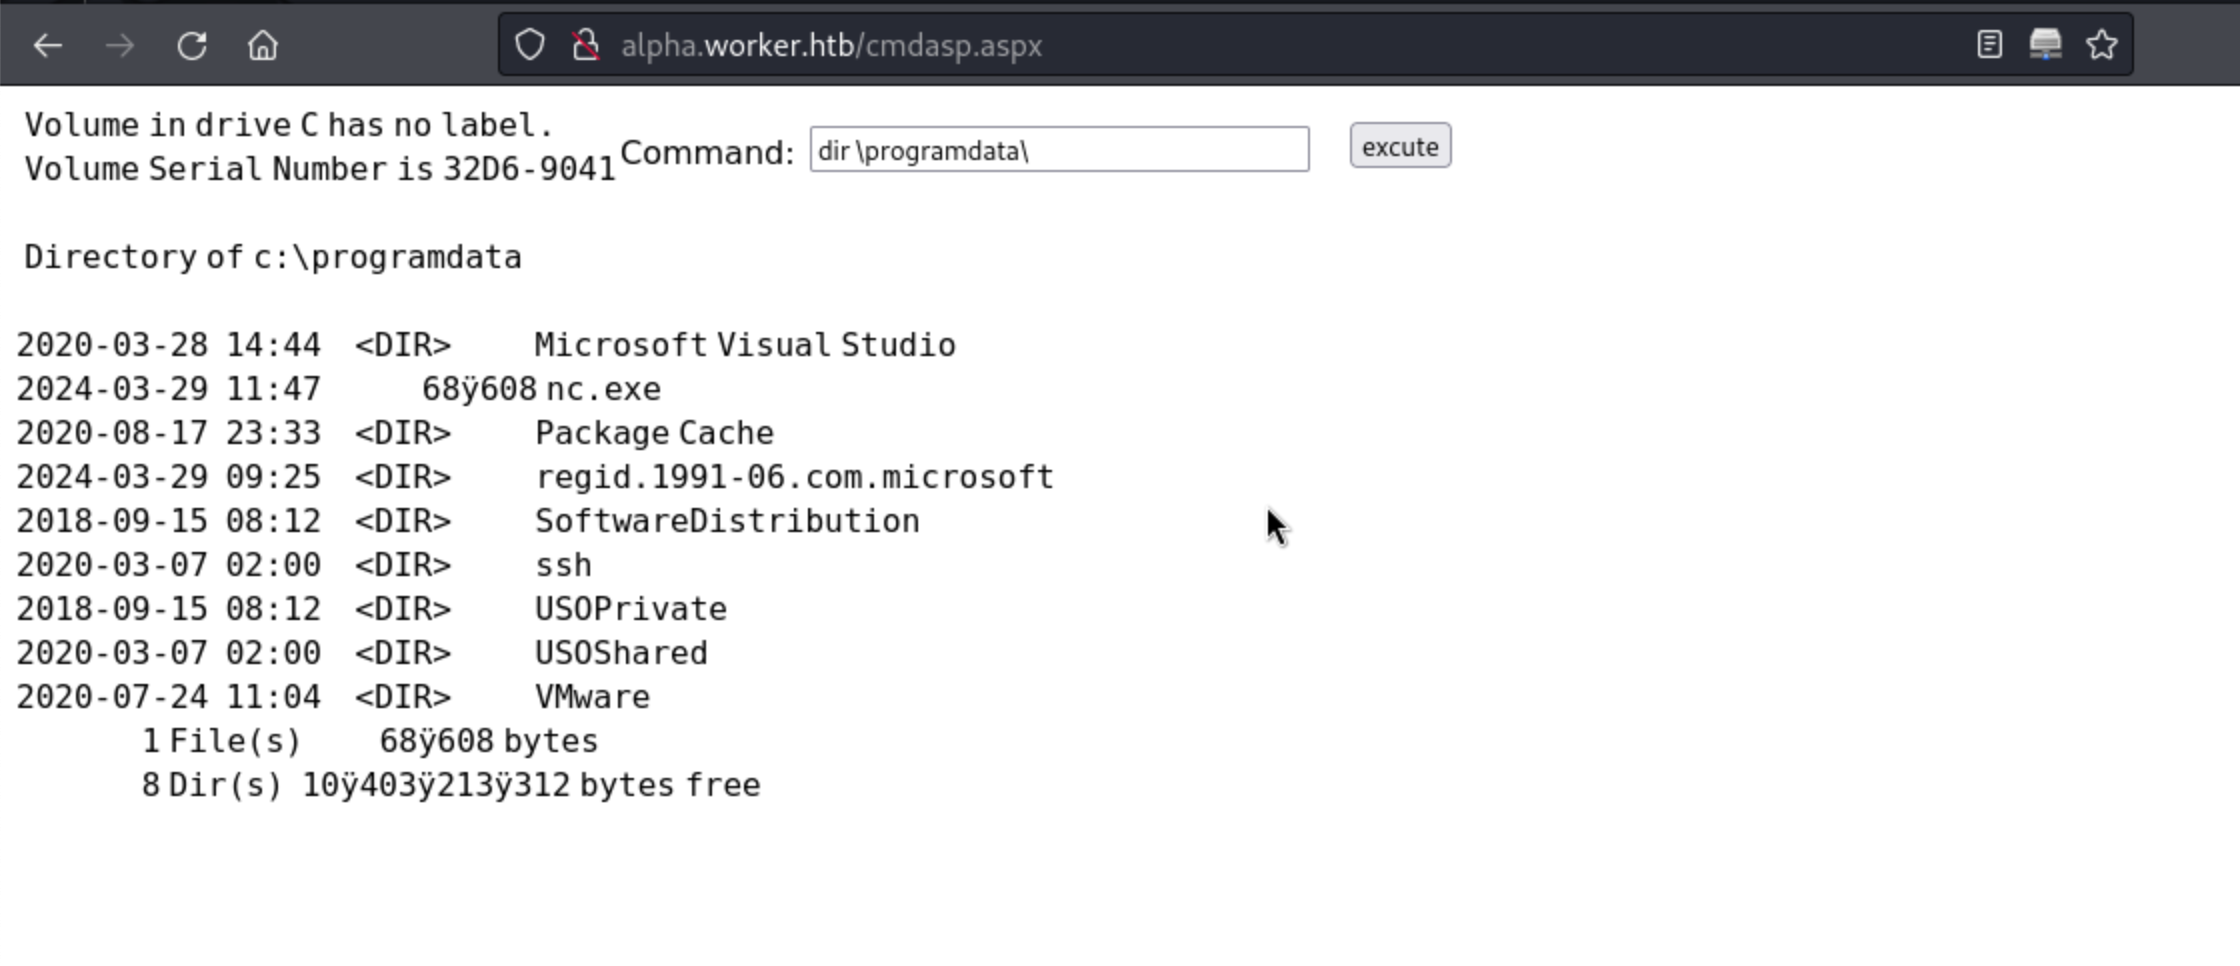 alpha.worker.htb/cmdasp.aspx
Volume in drive C has no label.
Volume Serial Number is 32D6-9041
Command: dir \programdata\ excute
Directory of c:\programdata
2020-03-28 14:44 <DIR> Microsoft Visual Studio
2024-03-29 11:47 68ÿ608 nc.exe
2020-08-17 23:33 <DIR> Package Cache
2024-03-29 09:25 <DIR> regid.1991-06.com.microsoft
2018-09-15 08:12 <DIR> SoftwareDistribution
2020-03-07 02:00 <DIR> ssh
2018-09-15 08:12 <DIR> USOPrivate
2020-03-07 02:00 <DIR> USOShared
2020-07-24 11:04 <DIR> VMware
1 File(s) 68ÿ608 bytes
8 Dir(s) 10ÿ403ÿ213ÿ312 bytes free